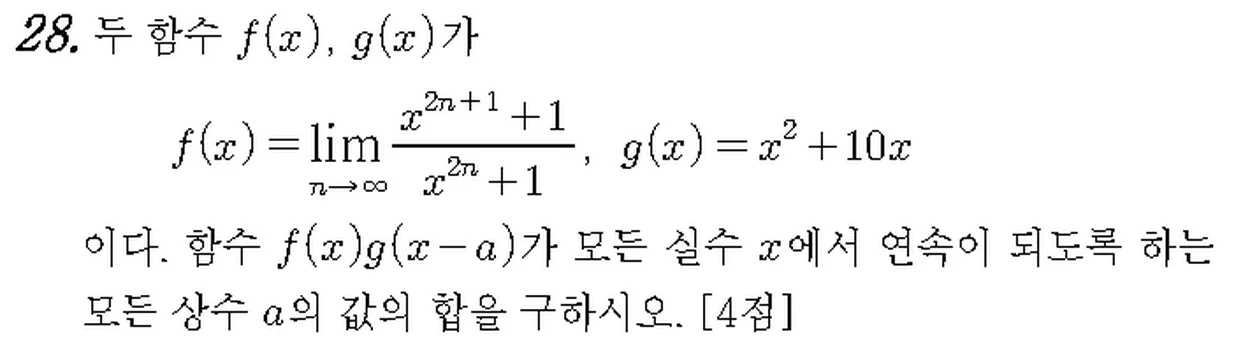 28. 두 함수 f(x), g(x)가
f(x) = lim_{n→∞} \frac{x^{2n+1}+1}{x^{2n}+1}, g(x) = x^2+10x
이다. 함수 f(x)g(x-a)가 모든 실수 x에서 연속이 되도록 하는
모든 상수 a의 값의 합을 구하시오. [4점]